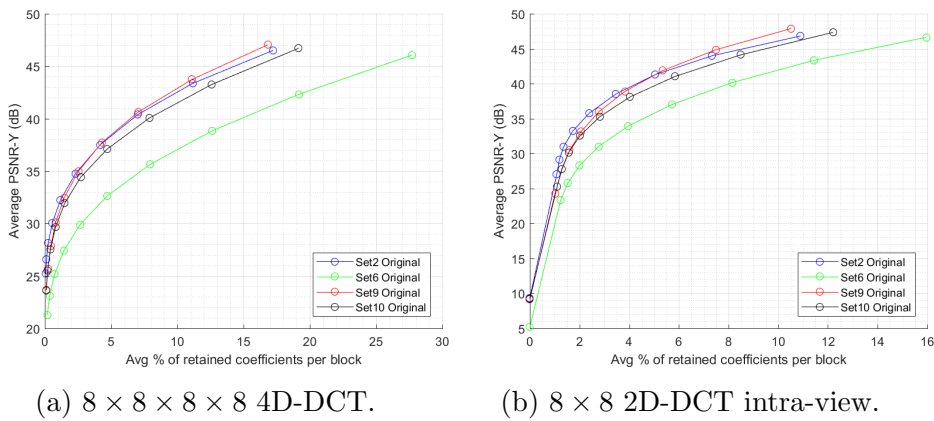 50
45
40
35
30
25
20
Average PSNR-Y (dB)
0 5 10 15 20 25 30
Avg % of retained coefficients per block
Set2 Original
Set6 Original
Set9 Original
Set10 Original
(a) 8 × 8 × 8 × 8 4D-DCT.
50
45
40
35
30
25
20
15
10
5
Average PSNR-Y (dB)
0 2 4 6 8 10 12 14 16
Avg % of retained coefficients per block
Set2 Original
Set6 Original
Set9 Original
Set10 Original
(b) 8 × 8 2D-DCT intra-view.